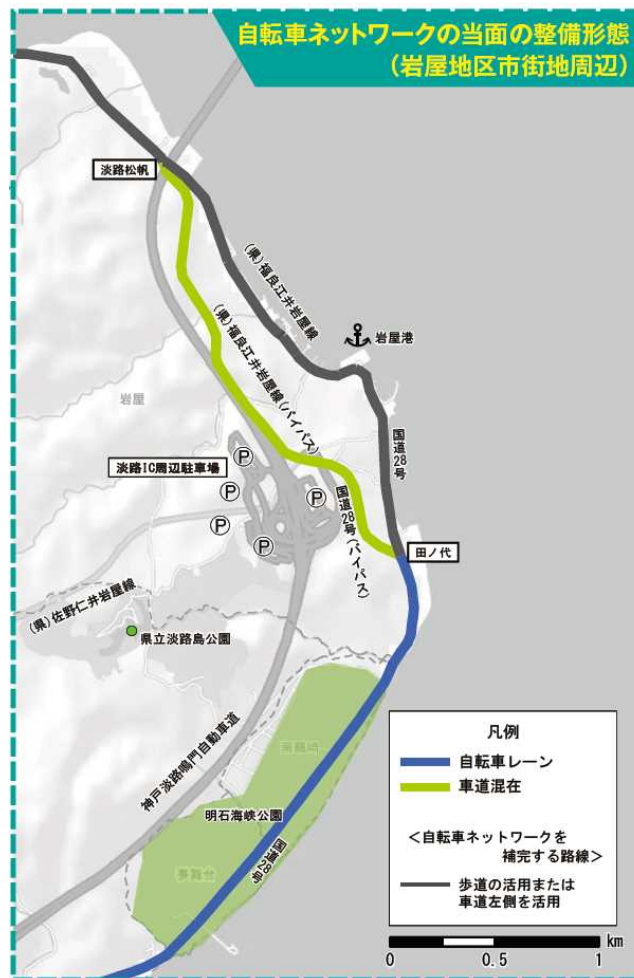 自転車ネットワークの当面の整備形態
(岩屋地区市街地周辺)
淡路松帆
(県)福良江井岩屋線
岩屋港
(県)福良江井岩屋線(バイパス)
岩屋
国道28号
淡路IC周辺駐車場
P
P
P
P
P
国道28号(バイパス)
田ノ代
(県)佐野仁井岩屋線
県立淡路島公園
神戸淡路鳴門自動車道
明石海峡公園
国道28号
夢舞台
凡例
自転車レーン
車道混在
<自転車ネットワークを
補完する路線>
歩道の活用または
車道左側を活用
km
0
0.5
1